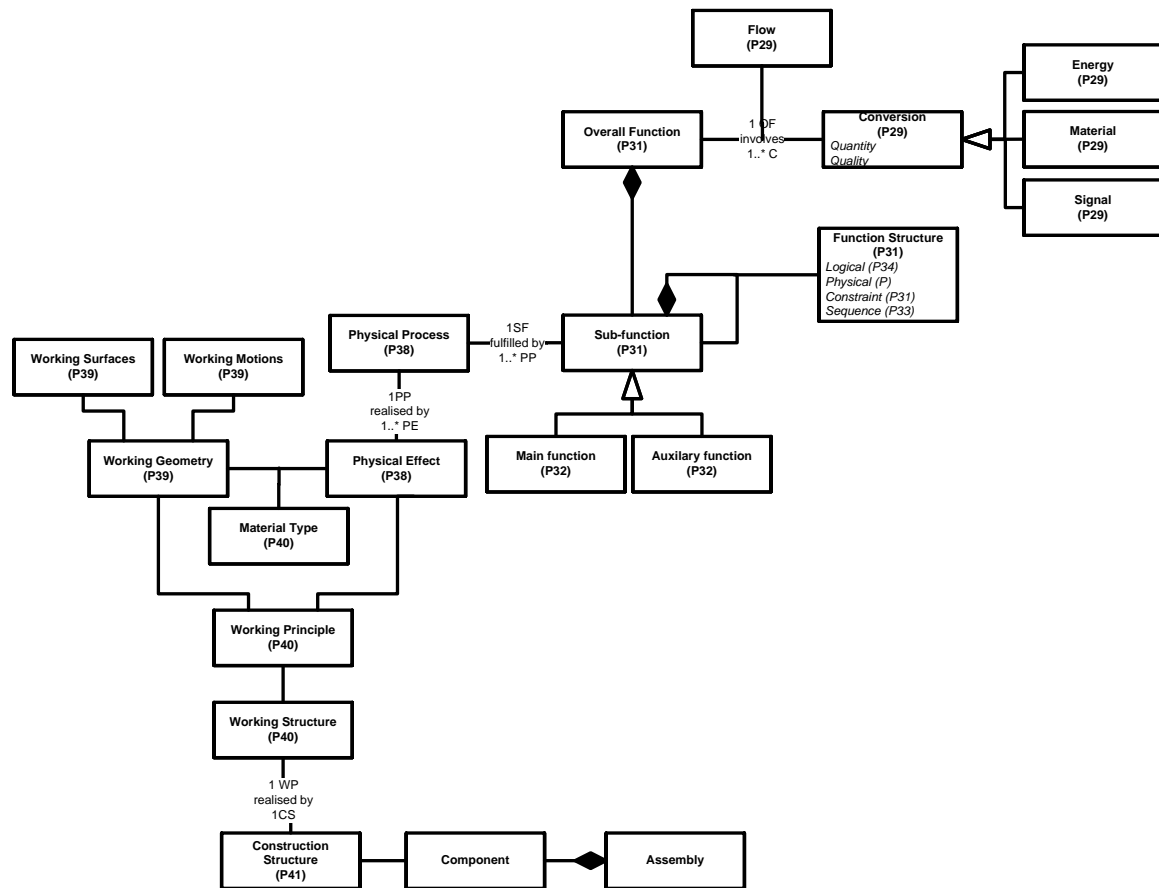 Flow
(P29)
Energy
(P29)
Overall Function
(P31)
1 OF
involves
1..* C
Conversion
(P29)
Quantity
Quality
Material
(P29)
Signal
(P29)
Function Structure
(P31)
Logical (P34)
Physical (P)
Constraint (P31)
Sequence (P33)
Physical Process
(P38)
1SF
fulfilled by
1..* PP
Sub-function
(P31)
Working Surfaces
(P39)
Working Motions
(P39)
1PP
realised by
1..* PE
Working Geometry
(P39)
Physical Effect
(P38)
Main function
(P32)
Auxilary function
(P32)
Material Type
(P40)
Working Principle
(P40)
Working Structure
(P40)
1 WP
realised by
1CS
Construction
Structure
(P41)
Component
Assembly